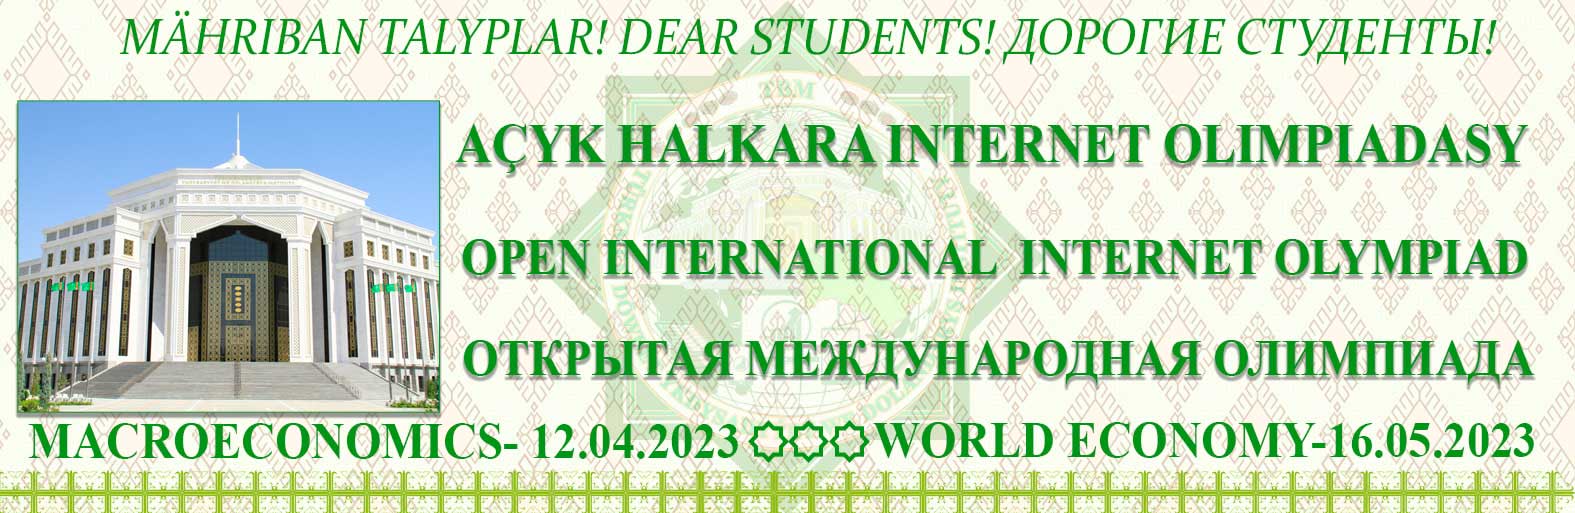 MÄHRIBAN TALYPLAR! DEAR STUDENTS! ДОРОГИЕ СТУДЕНТЫ!
AÇYK HALKARA INTERNET OLIMPIADASY
OPEN INTERNATIONAL INTERNET OLYMPIAD
ОТКРЫТАЯ МЕЖДУНАРОДНАЯ ОЛИМПИАДА
MACROECONOMICS- 12.04.2023 WORLD ECONOMY-16.05.2023